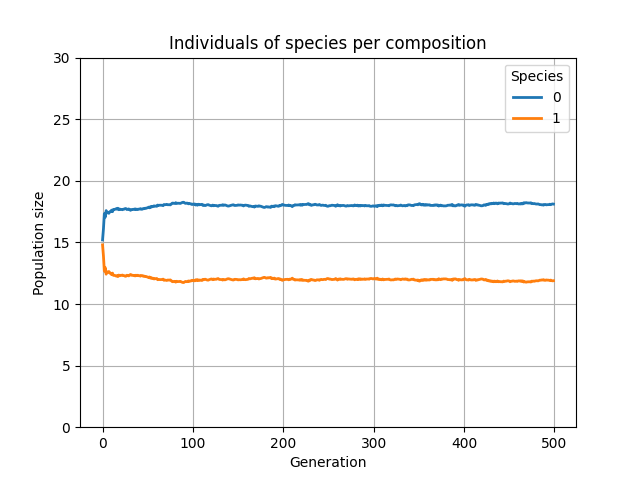 Individuals of species per composition
Species
0
1
30
25
20
15
10
5
0
Population size
0 100 200 300 400 500
Generation